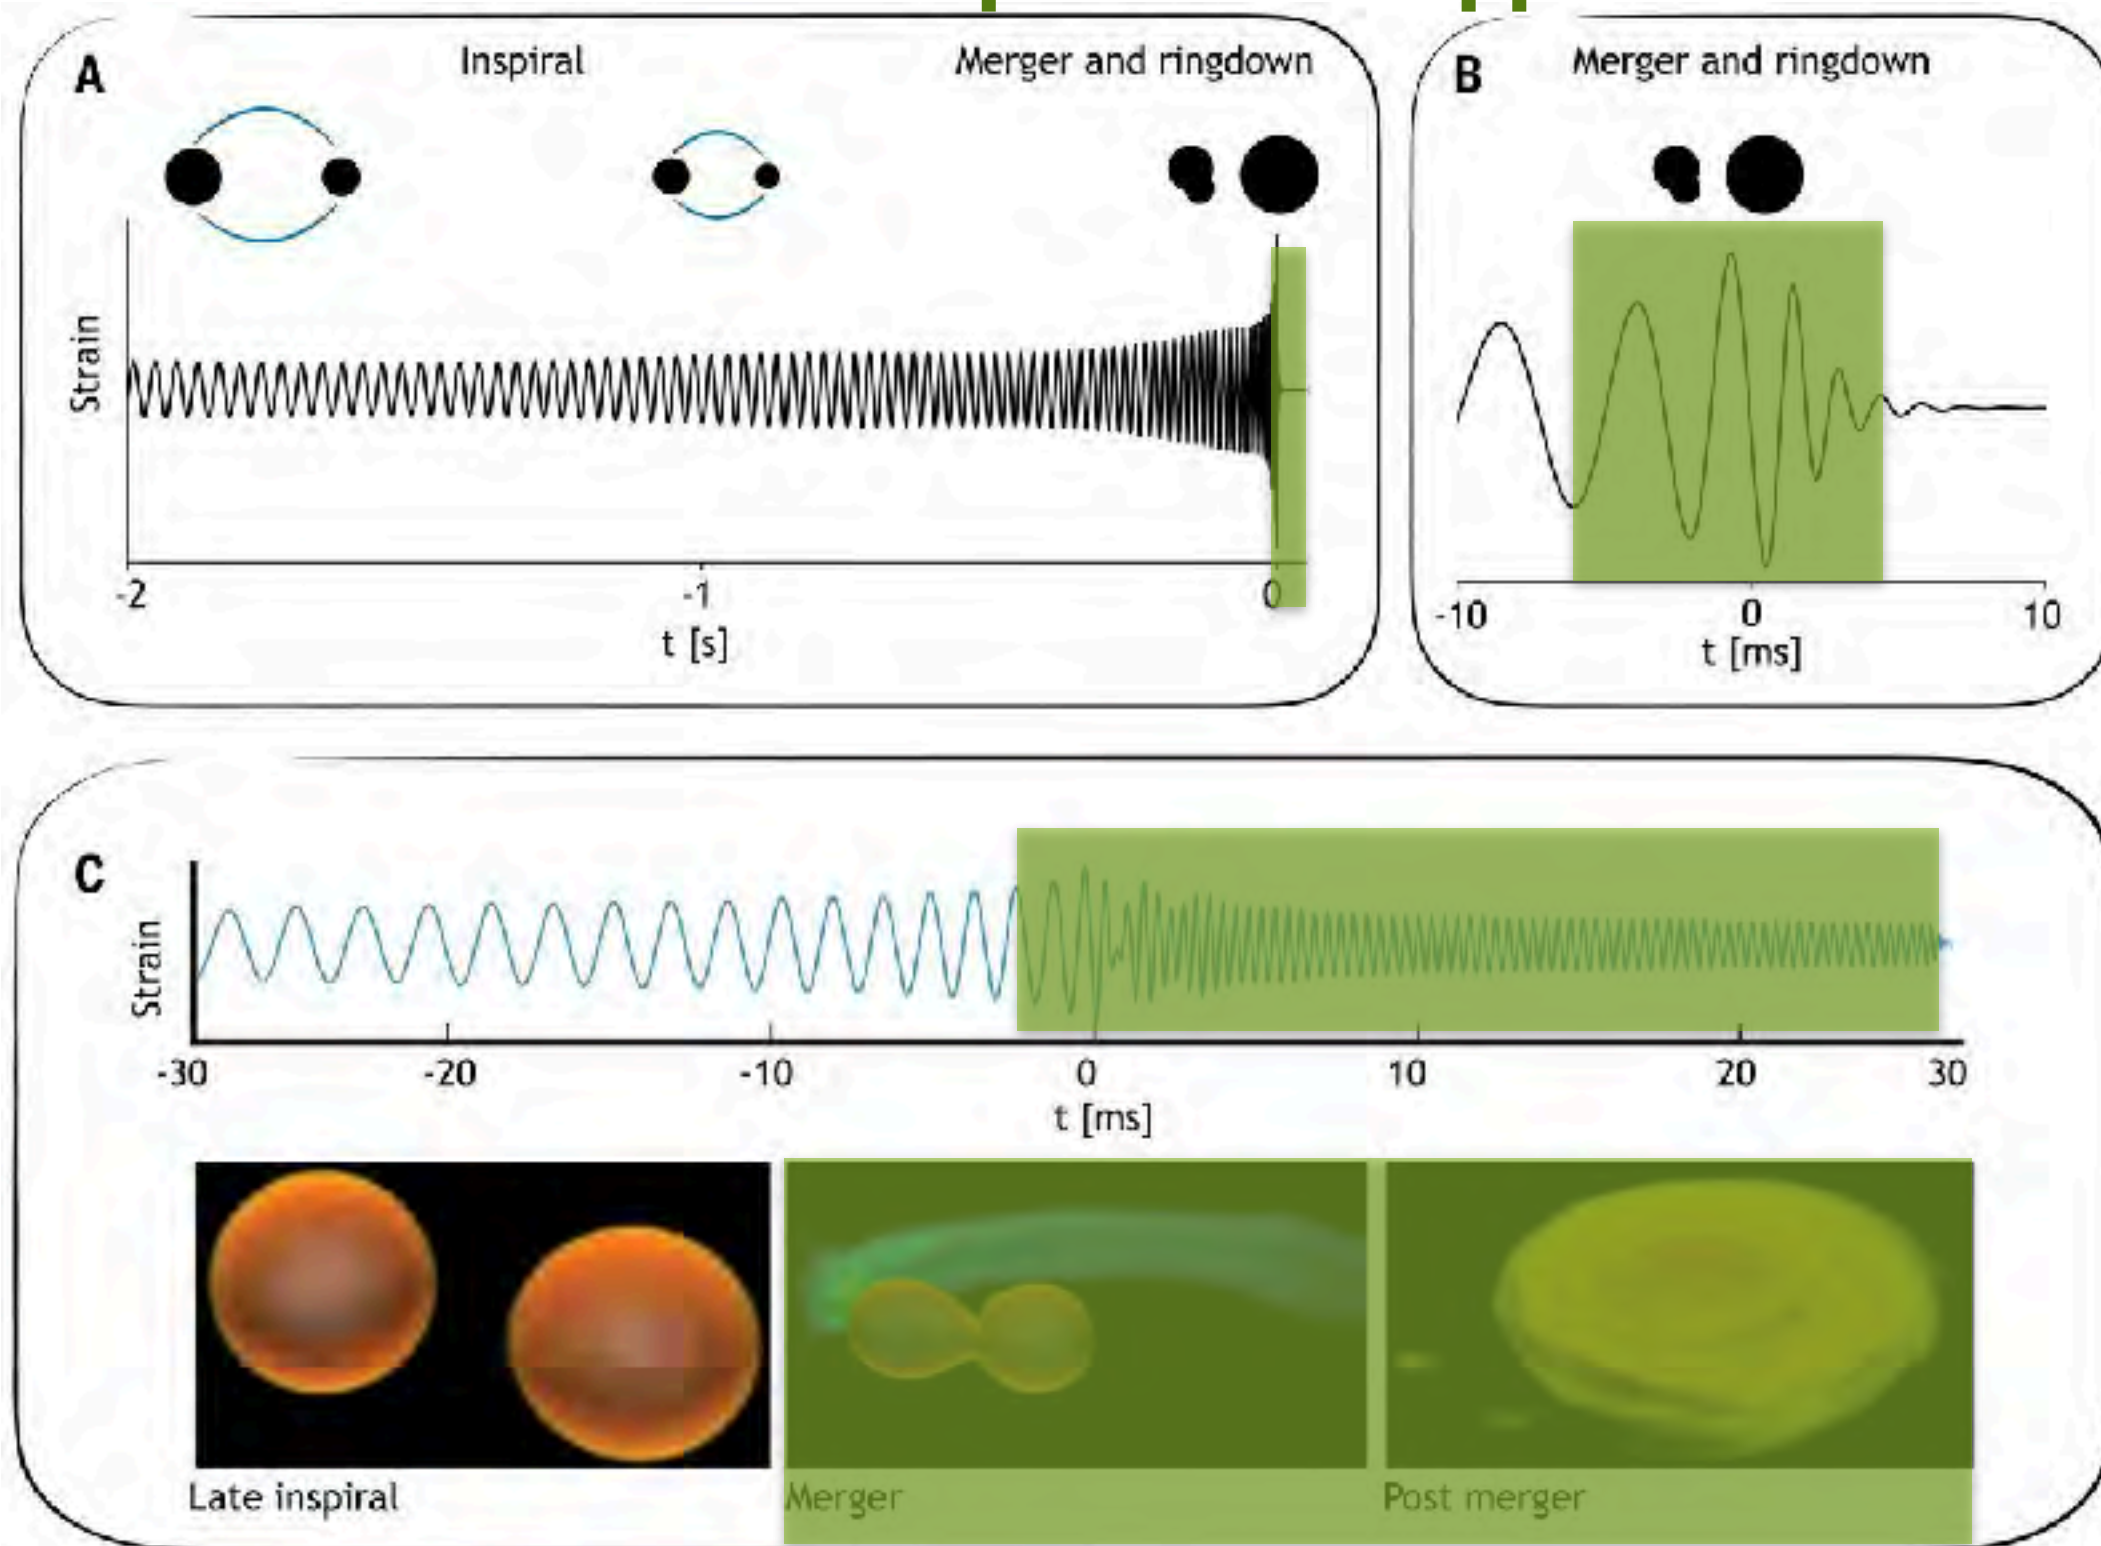 A
Inspiral
Merger and ringdown
Strain
-2
-1
0
t [s]
B
Merger and ringdown
-10
0
10
t [ms]
C
Strain
-30
-20
-10
0
10
20
30
t [ms]
Late inspiral
Merger
Post merger